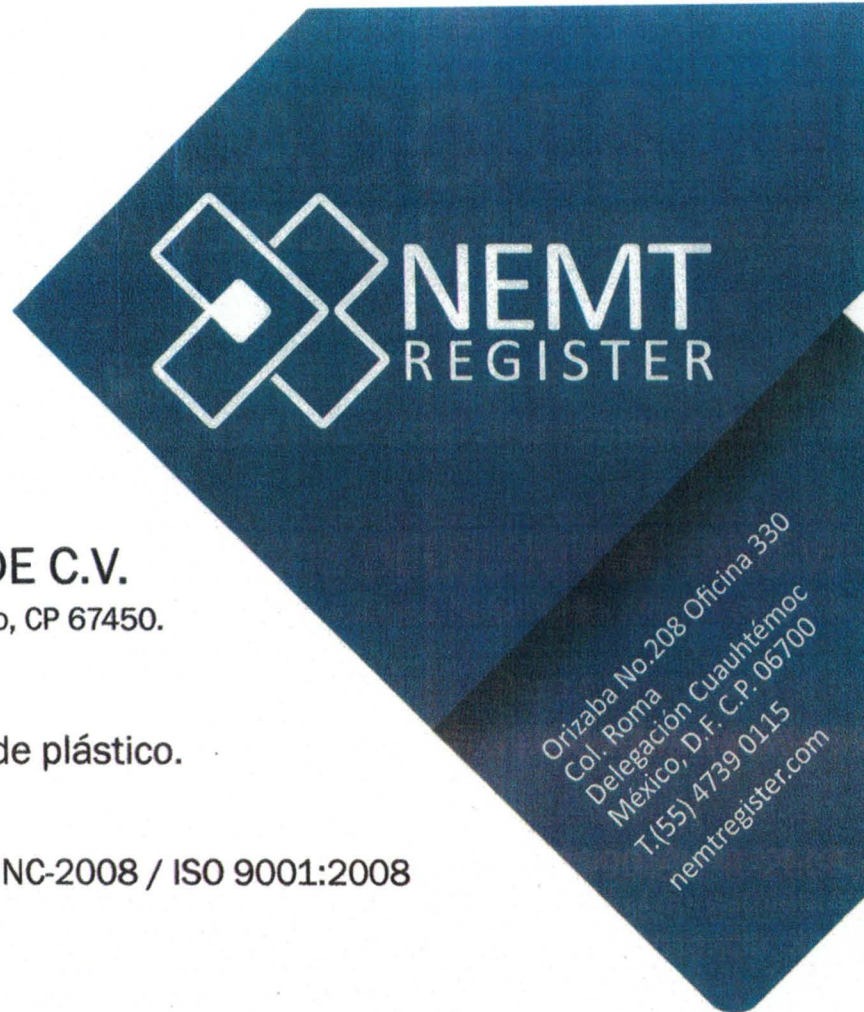 NEMT
REGISTER
DE C.V.
CP 67450.
de plástico.
NC-2008 / ISO 9001:2008
Orizaba No.208 Oficina 330
Col. Roma
Delegación Cuauhtémoc
México, D.F. C.P. 06700
T.(55) 4739 0115
nemtregister.com